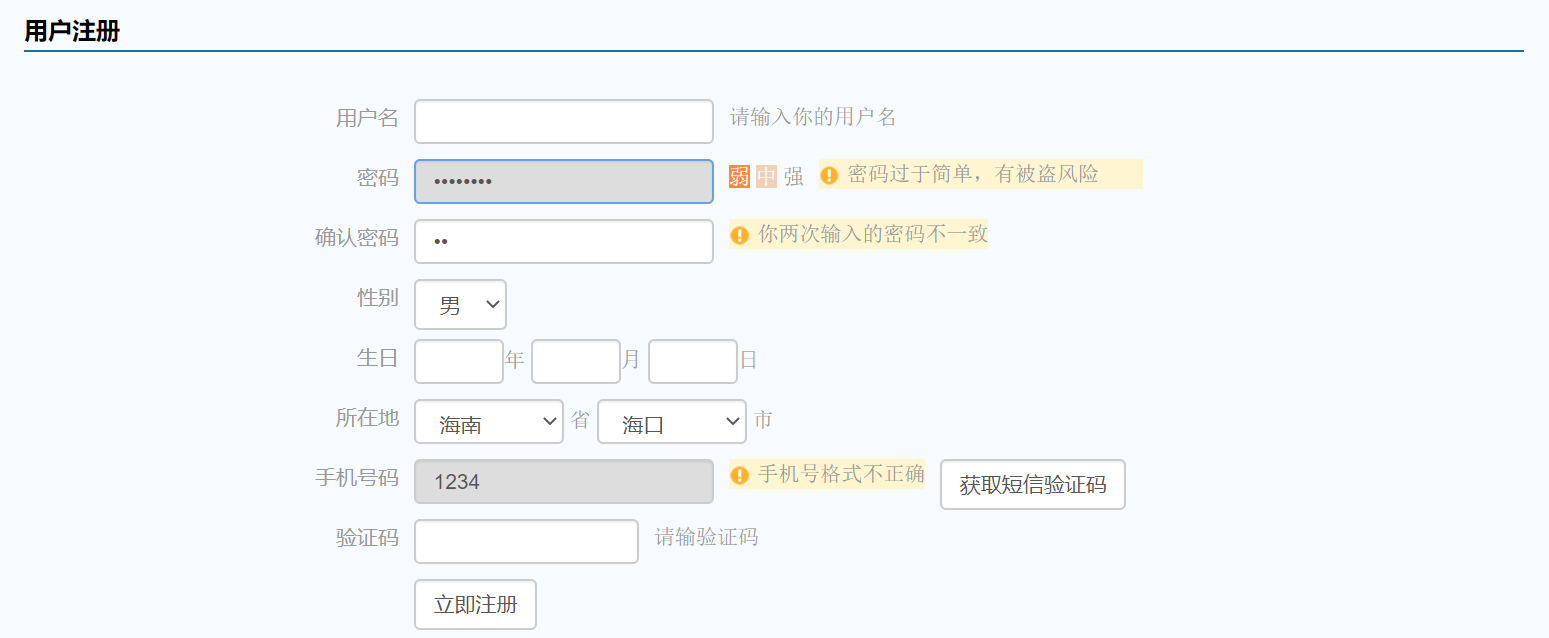 用户注册
用户名 请输入你的用户名
密码 •••••••• 弱 中 强 密码过于简单，有被盗风险
确认密码 •• 你两次输入的密码不一致
性别 男
生日 年 月 日
所在地 海南 省 海口 市
手机号码 1234 手机号格式不正确 获取短信验证码
验证码 请输验证码
立即注册